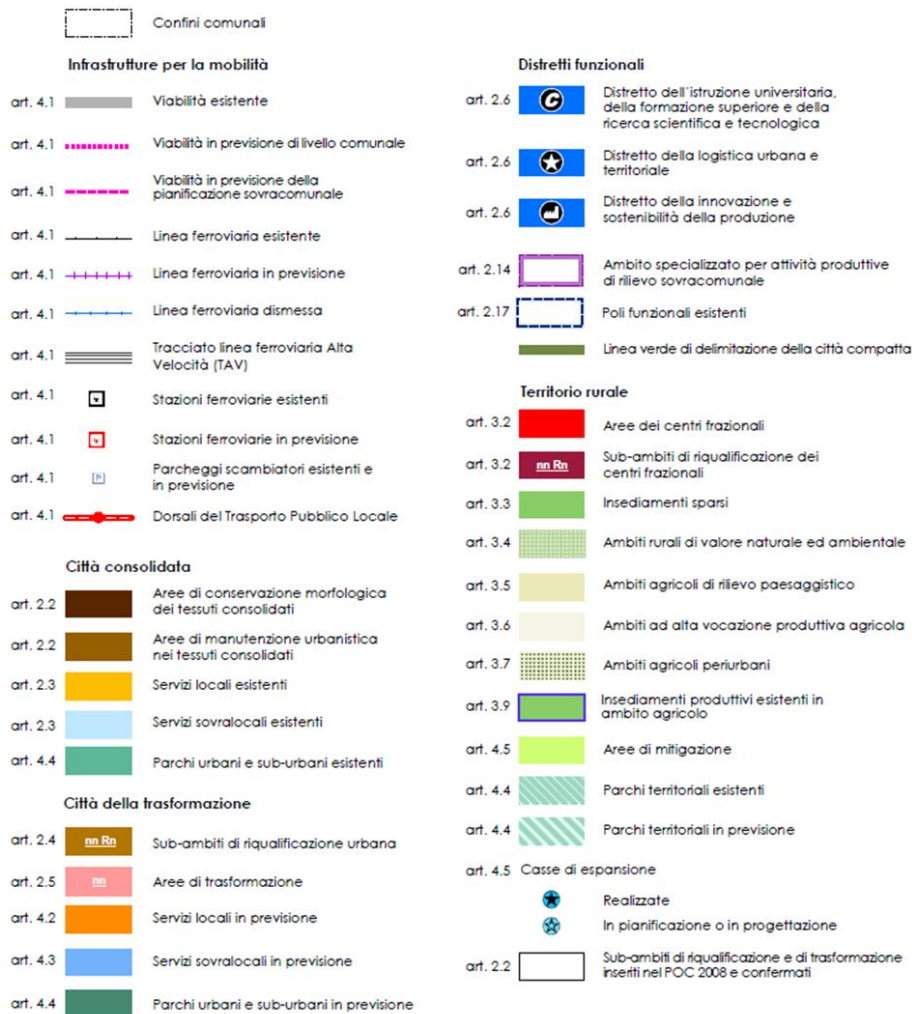 Confini comunali
Infrastrutture per la mobilità
art. 4.1 Viabilità esistente
art. 4.1 Viabilità in previsione di livello comunale
art. 4.1 Viabilità in previsione della
pianificazione sovracomunale
art. 4.1 Linea ferroviaria esistente
art. 4.1 Linea ferroviaria in previsione
art. 4.1 Linea ferroviaria dismessa
art. 4.1 Tracciato linea ferroviaria Alta
Velocità (TAV)
art. 4.1 Stazioni ferroviarie esistenti
art. 4.1 Stazioni ferroviarie in previsione
art. 4.1 P Parcheggi scambiatori esistenti e
in previsione
art. 4.1 Dorsali del Trasporto Pubblico Locale
Città consolidata
art. 2.2 Aree di conservazione morfologica
dei tessuti consolidati
art. 2.2 Aree di manutenzione urbanistica
nei tessuti consolidati
art. 2.3 Servizi locali esistenti
art. 2.3 Servizi sovralocali esistenti
art. 4.4 Parchi urbani e sub-urbani esistenti
Città della trasformazione
art. 2.4 nn Rn Sub-ambiti di riqualificazione urbana
art. 2.5 nn Aree di trasformazione
art. 4.2 Servizi locali in previsione
art. 4.3 Servizi sovralocali in previsione
art. 4.4 Parchi urbani e sub-urbani in previsione
Distretti funzionali
art. 2.6 C Distretto dell'istruzione universitaria,
della formazione superiore e della
ricerca scientifica e tecnologica
art. 2.6 Distretto della logistica urbana e
territoriale
art. 2.6 Distretto della innovazione e
sostenibilità della produzione
art. 2.14 Ambito specializzato per attività produttive
di rilievo sovracomunale
art. 2.17 Poli funzionali esistenti
Linea verde di delimitazione della città compatta
Territorio rurale
art. 3.2 Aree dei centri frazionali
art. 3.2 nn Rn Sub-ambiti di riqualificazione dei
centri frazionali
art. 3.3 Insediamenti sparsi
art. 3.4 Ambiti rurali di valore naturale ed ambientale
art. 3.5 Ambiti agricoli di rilievo paesaggistico
art. 3.6 Ambiti ad alta vocazione produttiva agricola
art. 3.7 Ambiti agricoli periurbani
art. 3.9 Insediamenti produttivi esistenti in
ambito agricolo
art. 4.5 Aree di mitigazione
art. 4.4 Parchi territoriali esistenti
art. 4.4 Parchi territoriali in previsione
art. 4.5 Casse di espansione
Realizzate
In pianificazione o in progettazione
art. 2.2 Sub-ambiti di riqualificazione e di trasformazione
inseriti nel POC 2008 e confermati